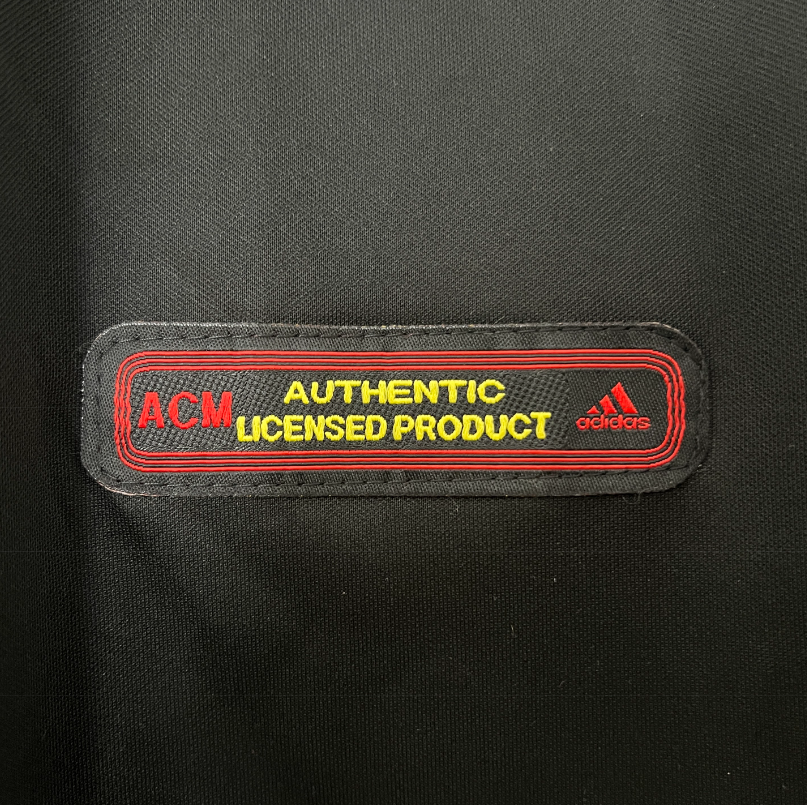 ACM
AUTHENTIC
LICENSED PRODUCT
adidas